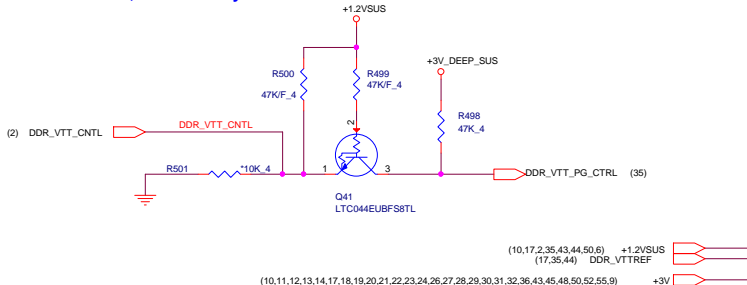 +1.2VSUS
+3V_DEEP_SUS
R500
47K/F_4
R499
47K/F_4
R498
47K_4
2
(2) DDR_VTT_CNTL
DDR_VTT_CNTL
R501
*10K_4
1
3
DDR_VTT_PG_CTRL (35)
Q41
LTC044EUBFS8TL
(10,17,2,35,43,44,50,6) +1.2VSUS
(17,35,44) DDR_VTTREF
(10,11,12,13,14,17,18,19,20,21,22,23,24,26,27,28,29,30,31,32,36,43,45,48,50,52,55,9) +3V